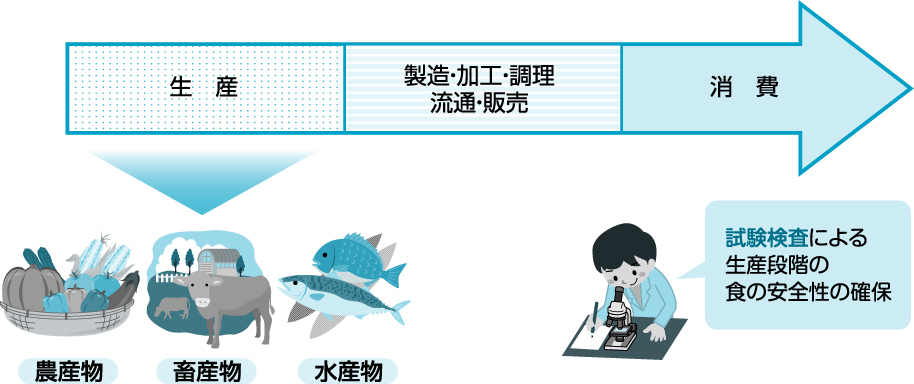 生　産
製造・加工・調理
流通・販売
消　費
試験検査による
生産段階の
食の安全性の確保
農産物
畜産物
水産物